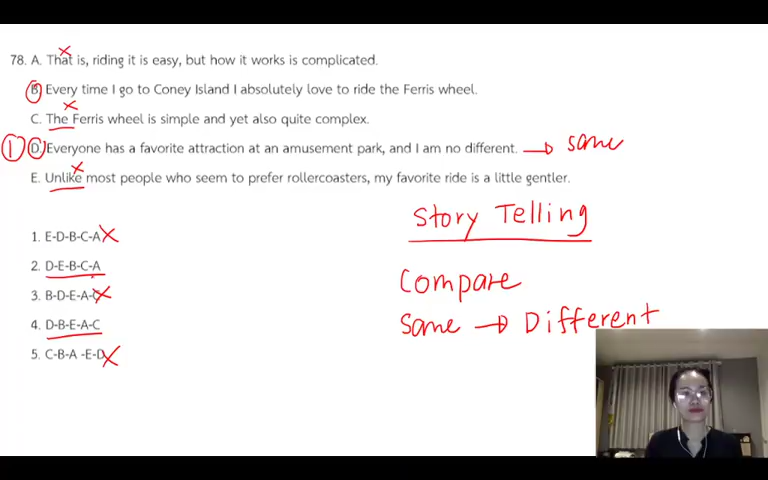 78. A. That is, riding it is easy, but how it works is complicated.
B. Every time I go to Coney Island I absolutely love to ride the Ferris wheel.
C. The Ferris wheel is simple and yet also quite complex.
1 D. Everyone has a favorite attraction at an amusement park, and I am no different. → same
E. Unlike most people who seem to prefer rollercoasters, my favorite ride is a little gentler.
Story Telling
1. E-D-B-C-A
2. D-E-B-C-A
Compare
3. B-D-E-A-C
4. D-B-E-A-C
Same → Different
5. C-B-A -E-D